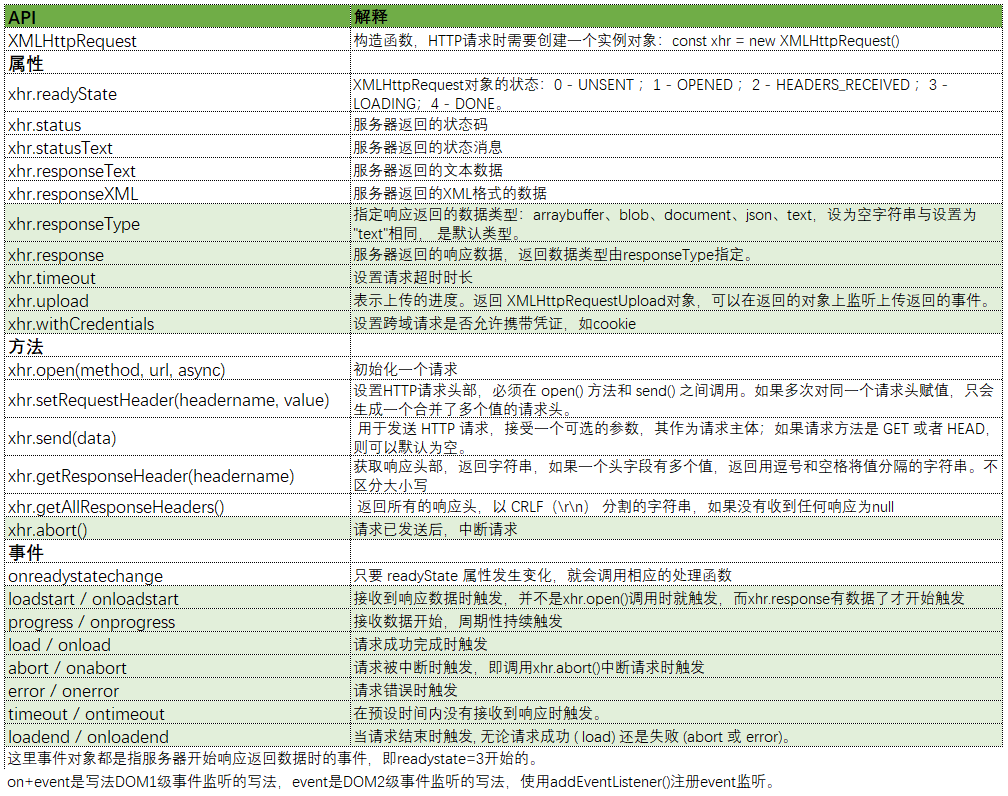 API 解释
XMLHttpRequest 构造函数，HTTP请求时需要创建一个实例对象：const xhr = new XMLHttpRequest()
属性
xhr.readyState XMLHttpRequest对象的状态：0 - UNSENT ；1 - OPENED ；2 - HEADERS_RECEIVED ；3 -
LOADING；4 - DONE。
xhr.status 服务器返回的状态码
xhr.statusText 服务器返回的状态消息
xhr.responseText 服务器返回的文本数据
xhr.responseXML 服务器返回的XML格式的数据
xhr.responseType 指定响应返回的数据类型：arraybuffer、blob、document、json、text，设为空字符串与设置为
"text"相同， 是默认类型。
xhr.response 服务器返回的响应数据，返回数据类型由responseType指定。
xhr.timeout 设置请求超时时长
xhr.upload 表示上传的进度。返回 XMLHttpRequestUpload对象，可以在返回的对象上监听上传返回的事件。
xhr.withCredentials 设置跨域请求是否允许携带凭证，如cookie
方法
xhr.open(method, url, async) 初始化一个请求
xhr.setRequestHeader(headername, value) 设置HTTP请求头部，必须在 open() 方法和 send() 之间调用。如果多次对同一个请求头赋值，只会
生成一个合并了多个值的请求头。
xhr.send(data) 用于发送 HTTP 请求，接受一个可选的参数，其作为请求主体；如果请求方法是 GET 或者 HEAD，
则可以默认为空。
xhr.getResponseHeader(headername) 获取响应头部，返回字符串，如果一个头字段有多个值，返回用逗号和空格将值分隔的字符串。不
区分大小写
xhr.getAllResponseHeaders() 返回所有的响应头，以 CRLF（\r\n） 分割的字符串，如果没有收到任何响应为null
xhr.abort() 请求已发送后，中断请求
事件
onreadystatechange 只要 readyState 属性发生变化，就会调用相应的处理函数
loadstart / onloadstart 接收到响应数据时触发，并不是xhr.open()调用时就触发，而xhr.response有数据了才开始触发
progress / onprogress 接收数据开始，周期性持续触发
load / onload 请求成功完成时触发
abort / onabort 请求被中断时触发，即调用xhr.abort()中断请求时触发
error / onerror 请求错误时触发
timeout / ontimeout 在预设时间内没有接收到响应时触发。
loadend / onloadend 当请求结束时触发, 无论请求成功 ( load) 还是失败 (abort 或 error)。
这里事件对象都是指服务器开始响应返回数据时的事件，即readystate=3开始的。
on+event是写法DOM1级事件监听的写法，event是DOM2级事件监听的写法，使用addEventListener()注册event监听。